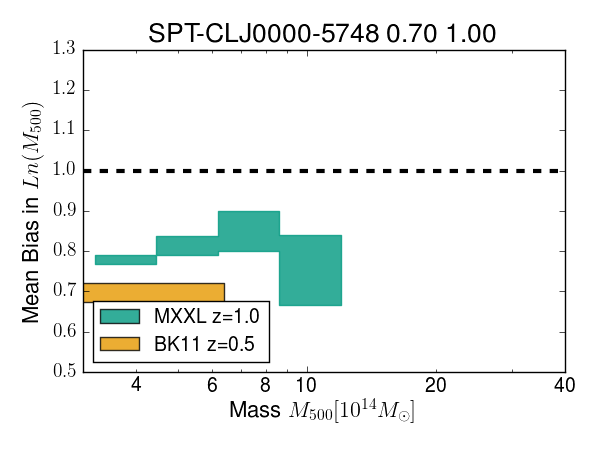 SPT-CLJ0000-5748 0.70 1.00
1.3
1.2
1.1
1.0
0.9
0.8
0.7
0.6
0.5
Mean Bias in Ln(M500)
MXXL z=1.0
BK11 z=0.5
4 6 8 10 20 40
Mass M500[10^14M⊙]